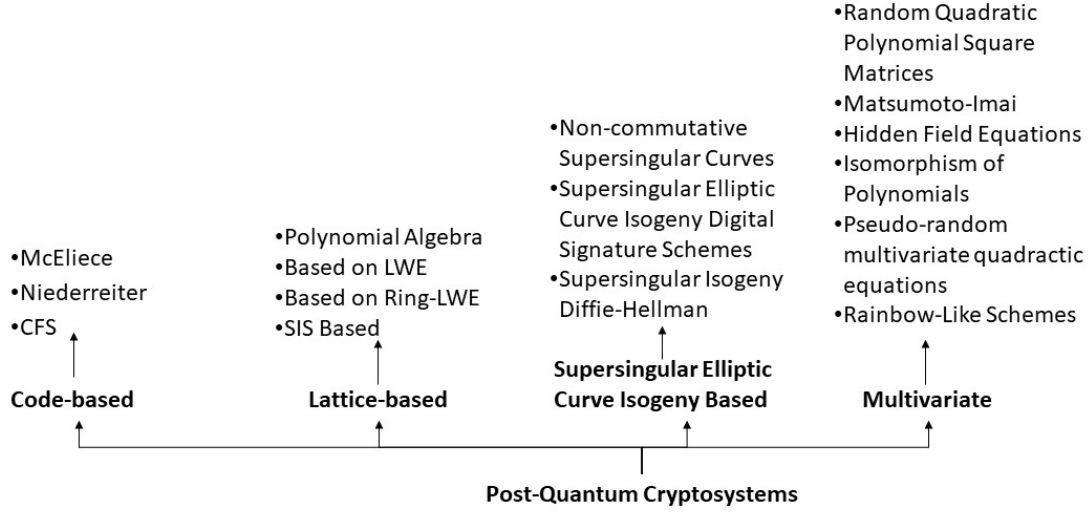 •Random Quadratic
Polynomial Square
Matrices
•Matsumoto-Imai
•Hidden Field Equations
•Isomorphism of
Polynomials
•Pseudo-random
multivariate quadractic
equations
•Rainbow-Like Schemes
•Non-commutative
Supersingular Curves
•Supersingular Elliptic
Curve Isogeny Digital
Signature Schemes
•Supersingular Isogeny
Diffie-Hellman
•Polynomial Algebra
•Based on LWE
•Based on Ring-LWE
•SIS Based
•McEliece
•Niederreiter
•CFS
Code-based
Lattice-based
Supersingular Elliptic
Curve Isogeny Based
Multivariate
Post-Quantum Cryptosystems